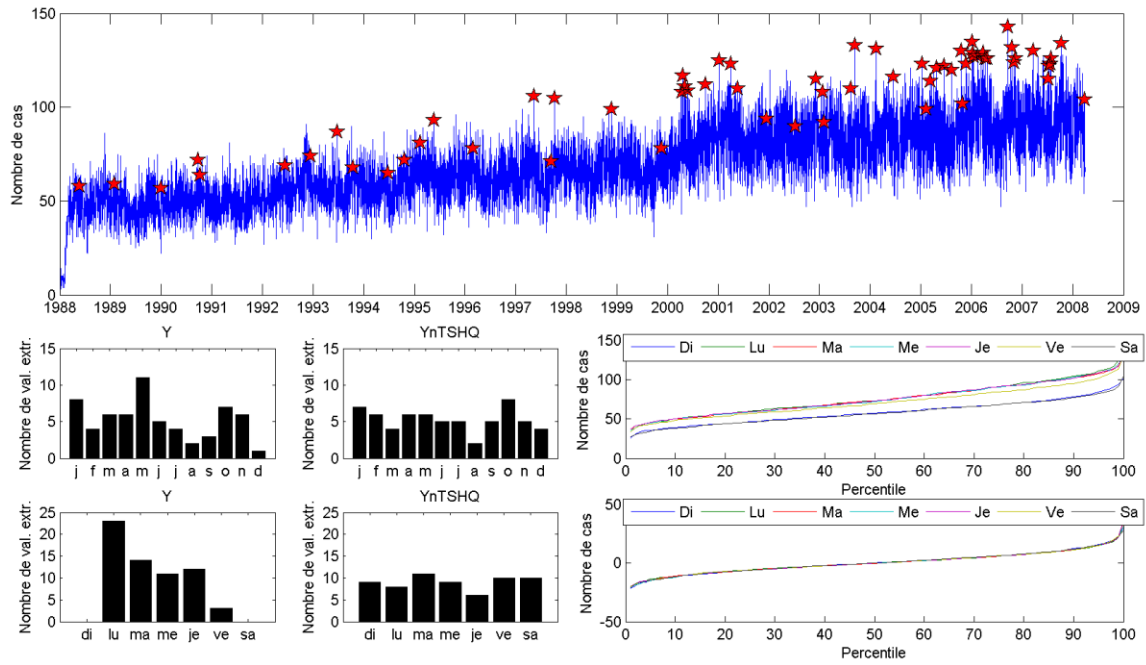 150
100
50
0
Nombre de cas
1988 1989 1990 1991 1992 1993 1994 1995 1996 1997 1998 1999 2000 2001 2002 2003 2004 2005 2006 2007 2008 2009
Y
15
10
5
0
Nombre de val. extr.
j f m a m j j a s o n d
YnTSHQ
15
10
5
0
Nombre de val. extr.
j f m a m j j a s o n d
150
100
50
0
Nombre de cas
Di Lu Ma Me Je Ve Sa
0 10 20 30 40 50 60 70 80 90 100
Percentile
Y
25
20
15
10
5
0
Nombre de val. extr.
di lu ma me je ve sa
YnTSHQ
25
20
15
10
5
0
Nombre de val. extr.
di lu ma me je ve sa
50
0
-50
Nombre de cas
Di Lu Ma Me Je Ve Sa
0 10 20 30 40 50 60 70 80 90 100
Percentile